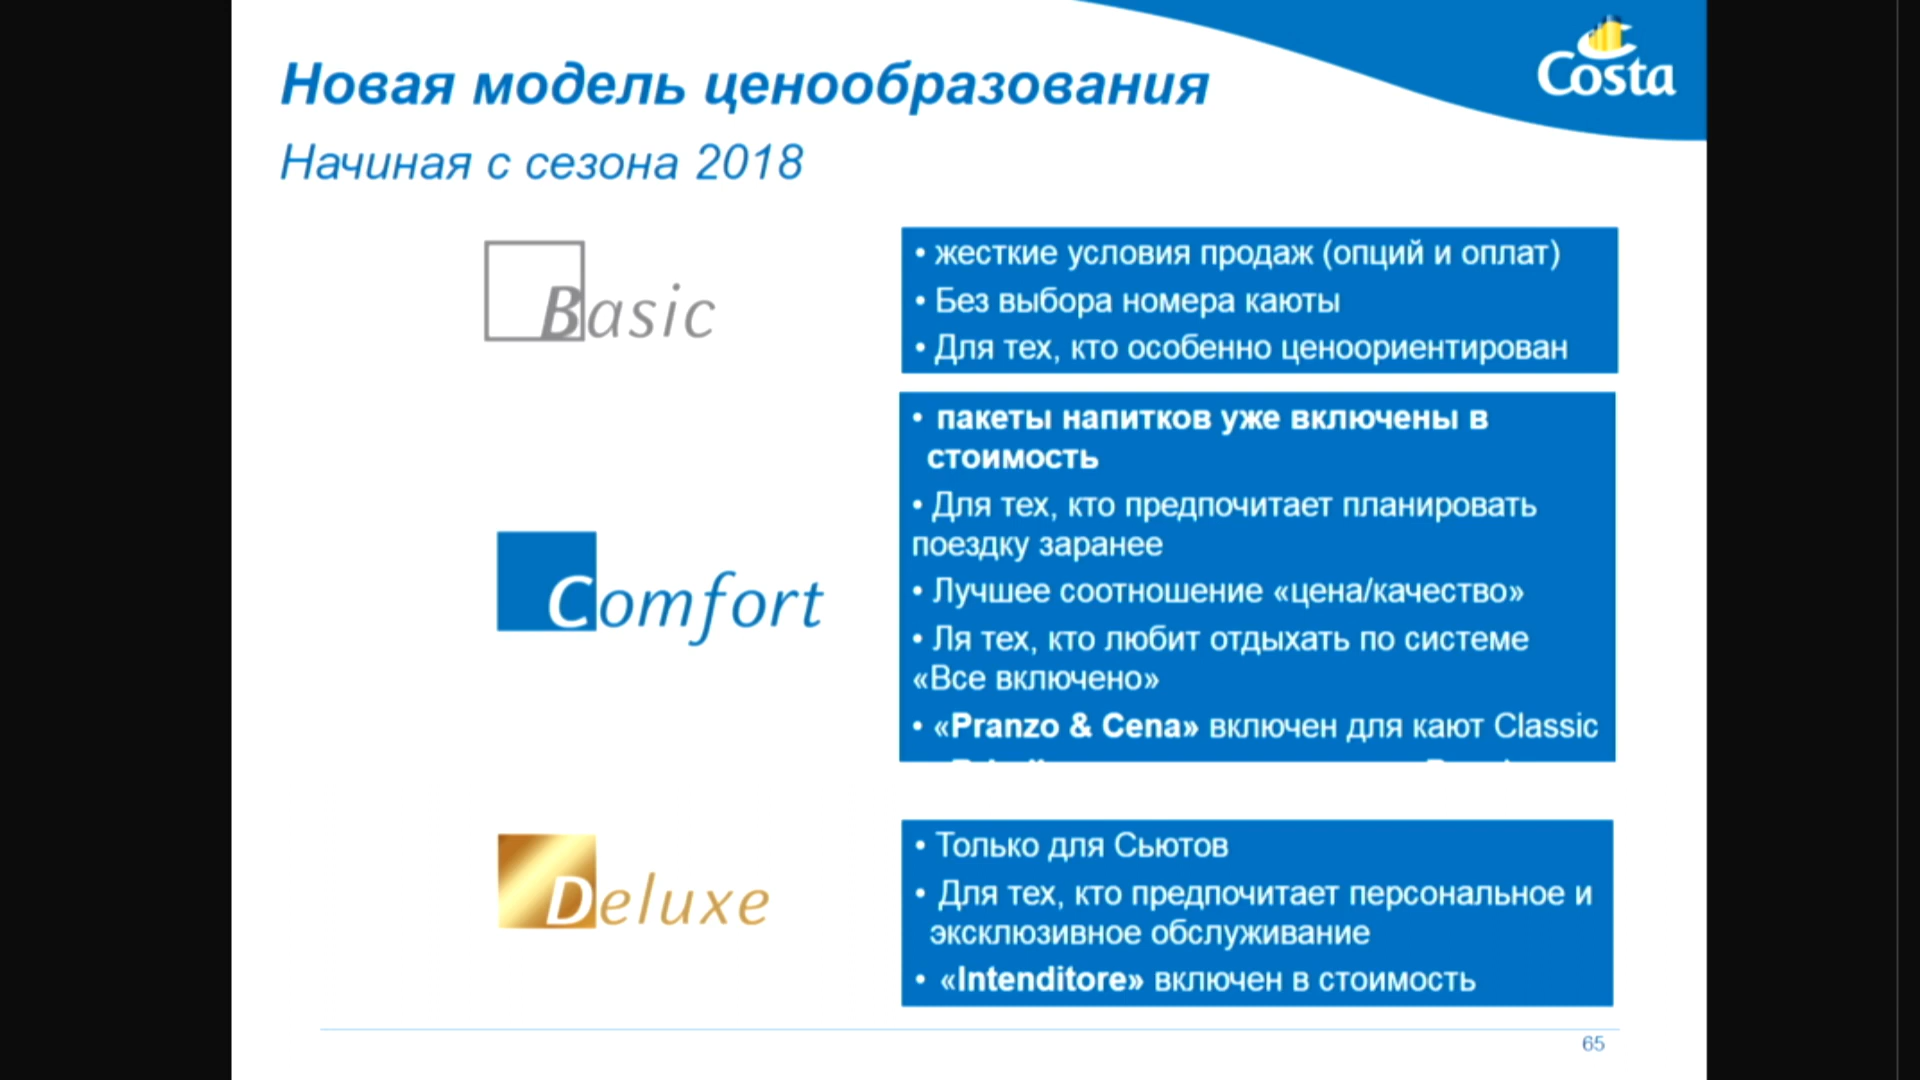 Costa
Новая модель ценообразования
Начиная с сезона 2018
Basic
• жесткие условия продаж (опций и оплат)
• Без выбора номера каюты
• Для тех, кто особенно ценоориентирован
Comfort
• пакеты напитков уже включены в
стоимость
• Для тех, кто предпочитает планировать
поездку заранее
• Лучшее соотношение «цена/качество»
• Ля тех, кто любит отдыхать по системе
«Все включено»
• «Pranzo & Cena» включен для кают Classic
Deluxe
• Только для Сьютов
• Для тех, кто предпочитает персональное и
эксклюзивное обслуживание
• «Intenditore» включен в стоимость
65